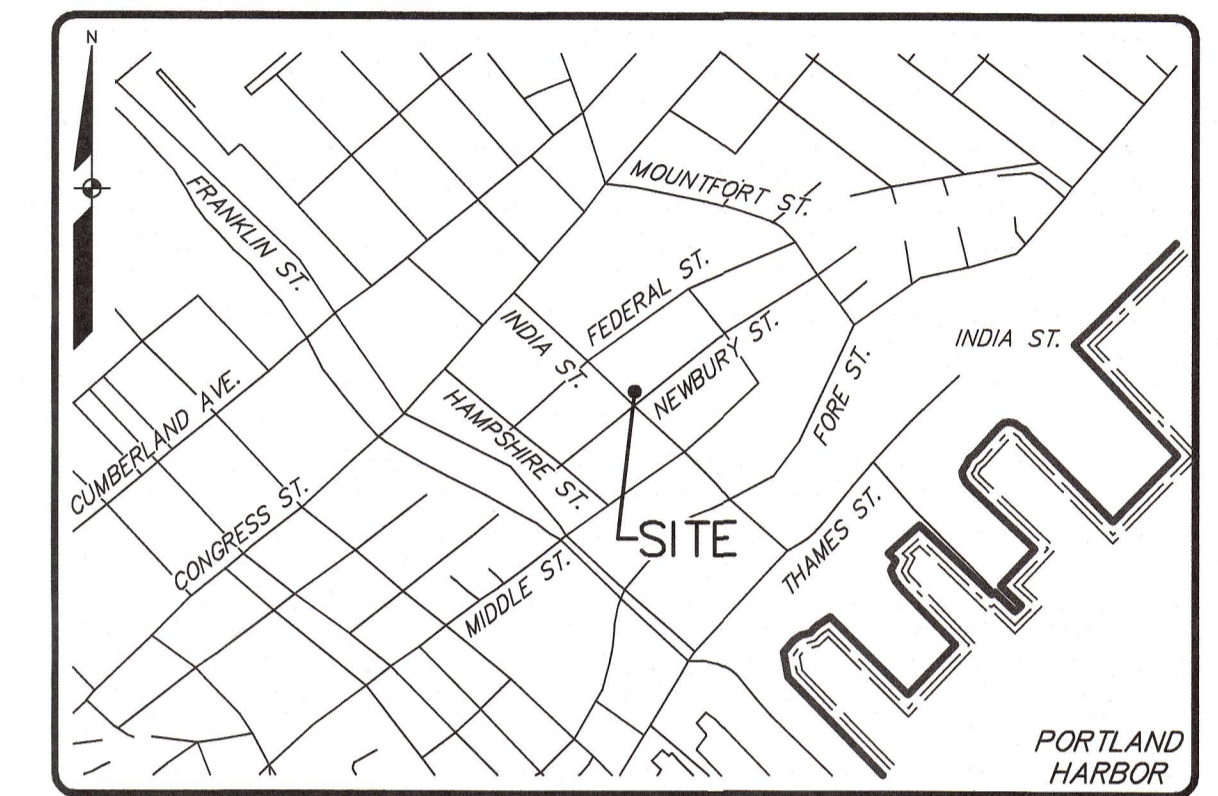 N
MOUNTFORT ST.
FRANKLIN ST.
FEDERAL ST.
INDIA ST.
NEWBURY ST.
INDIA ST.
FORE ST.
CUMBERLAND AVE.
HAMPSHIRE ST.
CONGRESS ST.
SITE
THAMES ST.
MIDDLE ST.
PORTLAND
HARBOR